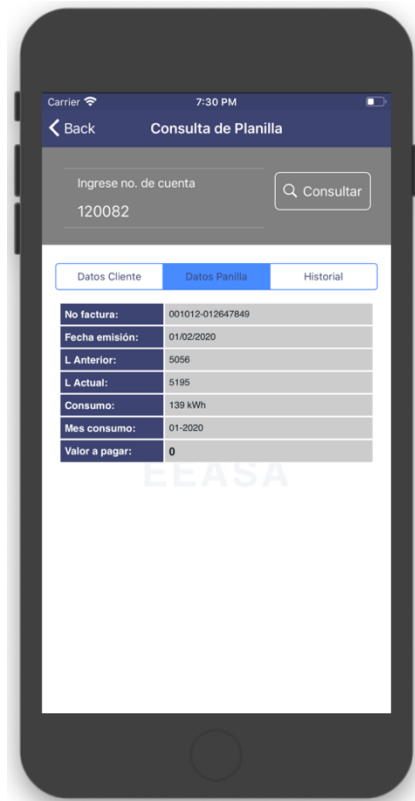 Carrier 7:30 PM
Back Consulta de Planilla
Ingrese no. de cuenta
120082
Consultar
Datos Cliente Datos Panilla Historial
No factura: 001012-012647849
Fecha emisión: 01/02/2020
L Anterior: 5056
L Actual: 5195
Consumo: 139 kWh
Mes consumo: 01-2020
Valor a pagar: 0
EEASA